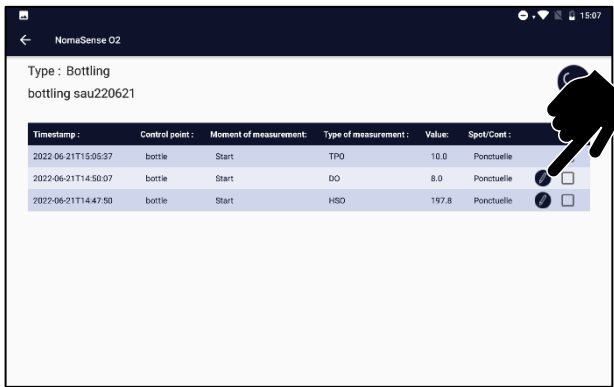 15:07
NomaSense O2
Type : Bottling
bottling sau220621
Timestamp : Control point : Moment of measurement: Type of measurement : Value: Spot/Cont :
2022-06-21T15:05:37 bottle Start TPO 10.0 Ponctuelle
2022-06-21T14:50:07 bottle Start DO 8.0 Ponctuelle
2022-06-21T14:47:50 bottle Start HSO 197.8 Ponctuelle